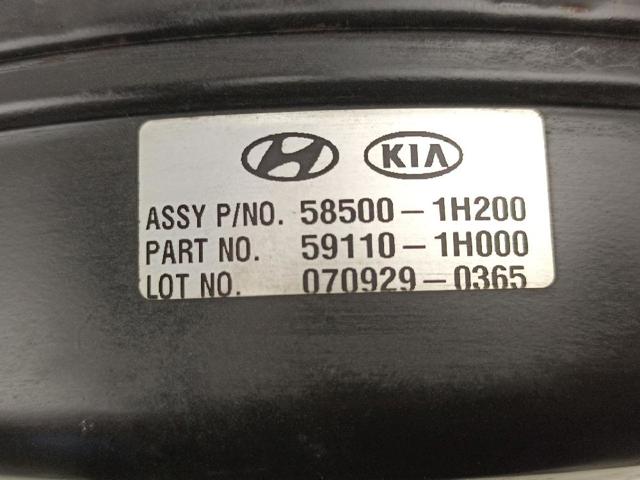 KIA
ASSY P/NO. 58500-1H200
PART NO. 59110-1H000
LOT NO. 070929-0365